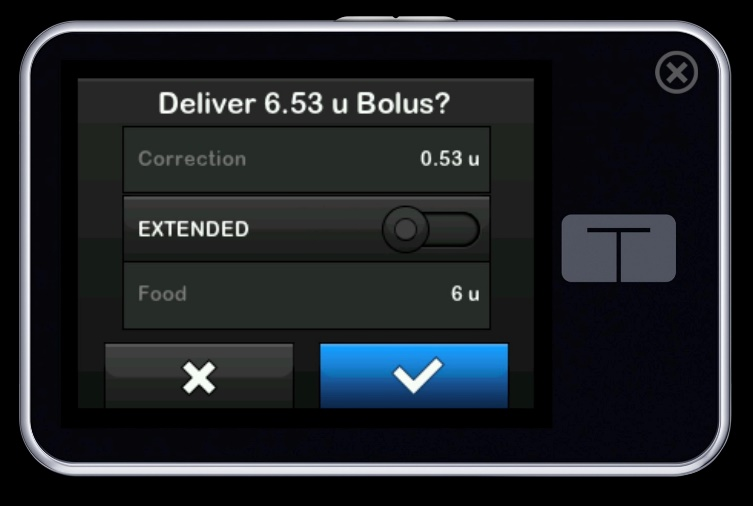 Deliver 6.53 u Bolus?
Correction 0.53 u
EXTENDED
Food 6 u